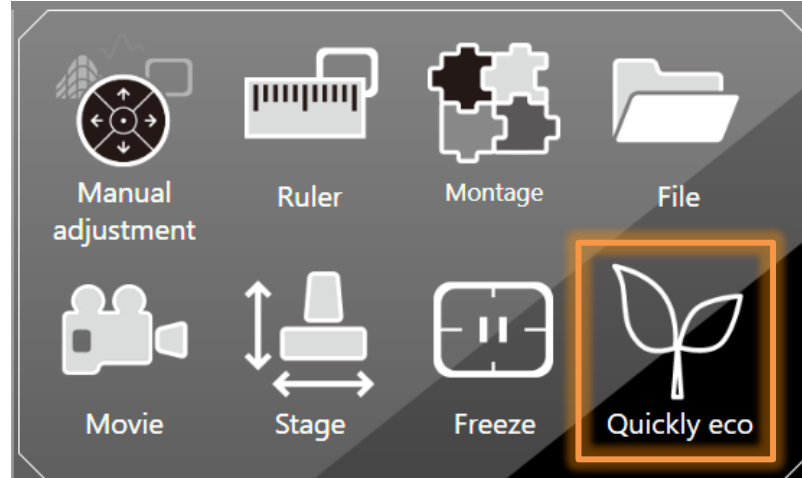 Manual
adjustment
Ruler
Montage
File
Movie
Stage
Freeze
Quickly eco